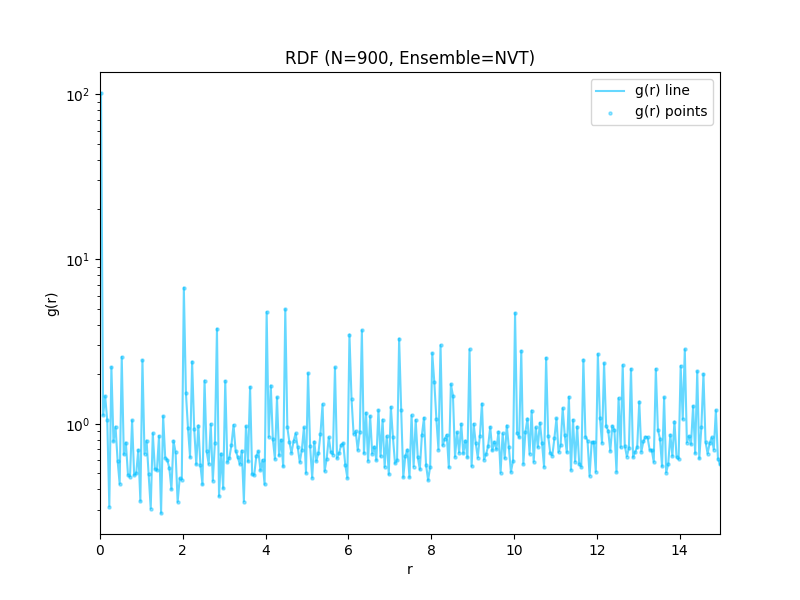 RDF (N=900, Ensemble=NVT)
g(r) line
g(r) points
10²
10¹
10⁰
g(r)
0 2 4 6 8 10 12 14
r